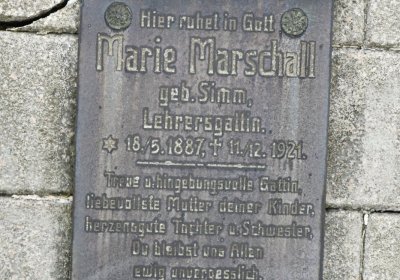 Hier ruhet in Gott
Marie Marschall
geb. Simm,
Lehrersgattin.
* 18./5. 1887, † 11./12. 1921.
Treue u. hingebungsvolle Gattin,
liebevollste Mutter deiner Kinder,
herzensgute Tochter u. Schwester,
Du bleibst uns Allen
ewig unvergesslich.